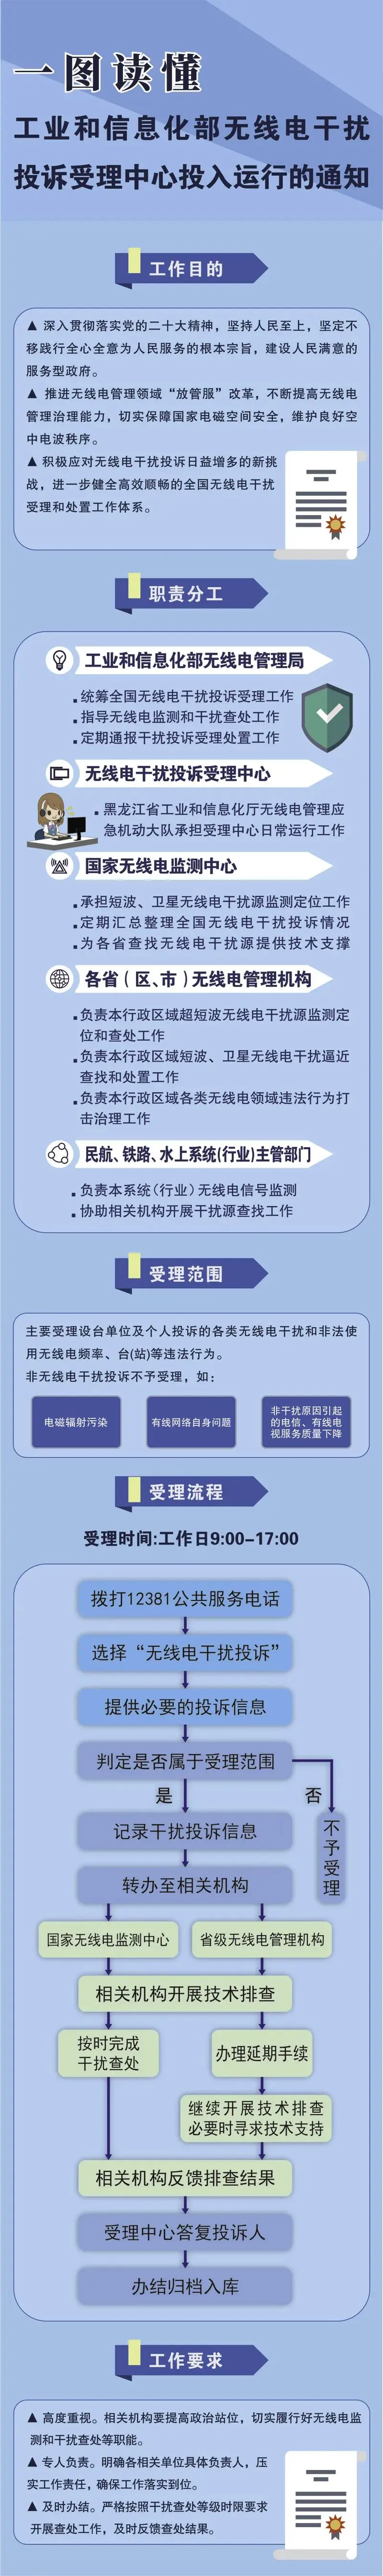 一图读懂
工业和信息化部无线电干扰
投诉受理中心投入运行的通知
工作目的
▲ 深入贯彻落实党的二十大精神，坚持人民至上，坚定不
移践行全心全意为人民服务的根本宗旨，建设人民满意的
服务型政府。
▲ 推进无线电管理领域“放管服”改革，不断提高无线电
管理治理能力，切实保障国家电磁空间安全，维护良好空
中电波秩序。
▲ 积极应对无线电干扰投诉日益增多的新挑
战，进一步健全高效顺畅的全国无线电干扰
受理和处置工作体系。
职责分工
工业和信息化部无线电管理局
统筹全国无线电干扰投诉受理工作
指导无线电监测和干扰查处工作
定期通报干扰投诉受理处置工作
无线电干扰投诉受理中心
黑龙江省工业和信息化厅无线电管理应
急机动大队承担受理中心日常运行工作
国家无线电监测中心
承担短波、卫星无线电干扰源监测定位工作
定期汇总整理全国无线电干扰投诉情况
为各省查找无线电干扰源提供技术支撑
各省（区、市）无线电管理机构
负责本行政区域超短波无线电干扰源监测定
位和查处工作
负责本行政区域短波、卫星无线电干扰逼近
查找和处置工作
负责本行政区域各类无线电领域违法行为打
击治理工作
民航、铁路、水上系统(行业)主管部门
负责本系统（行业）无线电信号监测
协助相关机构开展干扰源查找工作
受理范围
主要受理设台单位及个人投诉的各类无线电干扰和非法使
用无线电频率、台(站)等违法行为。
非无线电干扰投诉不予受理，如：
电磁辐射污染
有线网络自身问题
非干扰原因引起
的电信、有线电
视服务质量下降
受理流程
受理时间:工作日9:00-17:00
拨打12381公共服务电话
选择“无线电干扰投诉”
提供必要的投诉信息
判定是否属于受理范围
是
否
记录干扰投诉信息
不予受理
转办至相关机构
国家无线电监测中心
省级无线电管理机构
相关机构开展技术排查
按时完成
干扰查处
办理延期手续
继续开展技术排查
必要时寻求技术支持
相关机构反馈排查结果
受理中心答复投诉人
办结归档入库
工作要求
▲ 高度重视。相关机构要提高政治站位，切实履行好无线电监
测和干扰查处等职能。
▲ 专人负责。明确各相关单位具体负责人，压
实工作责任，确保工作落实到位。
▲ 及时办结。严格按照干扰查处等级时限要求
开展查处工作，及时反馈查处结果。